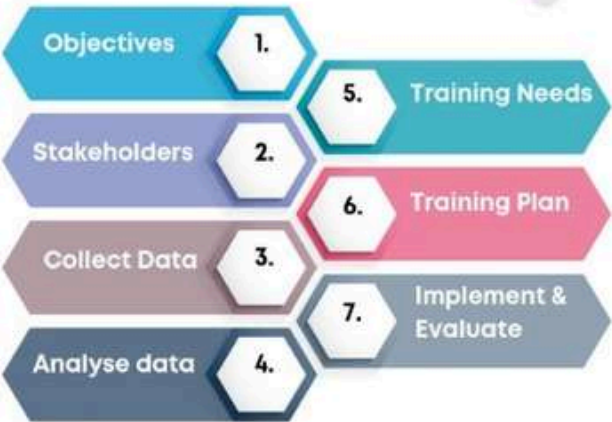 Objectives
1.
Stakeholders
2.
Collect Data
3.
Analyse data
4.
5.
Training Needs
6.
Training Plan
7.
Implement &
Evaluate